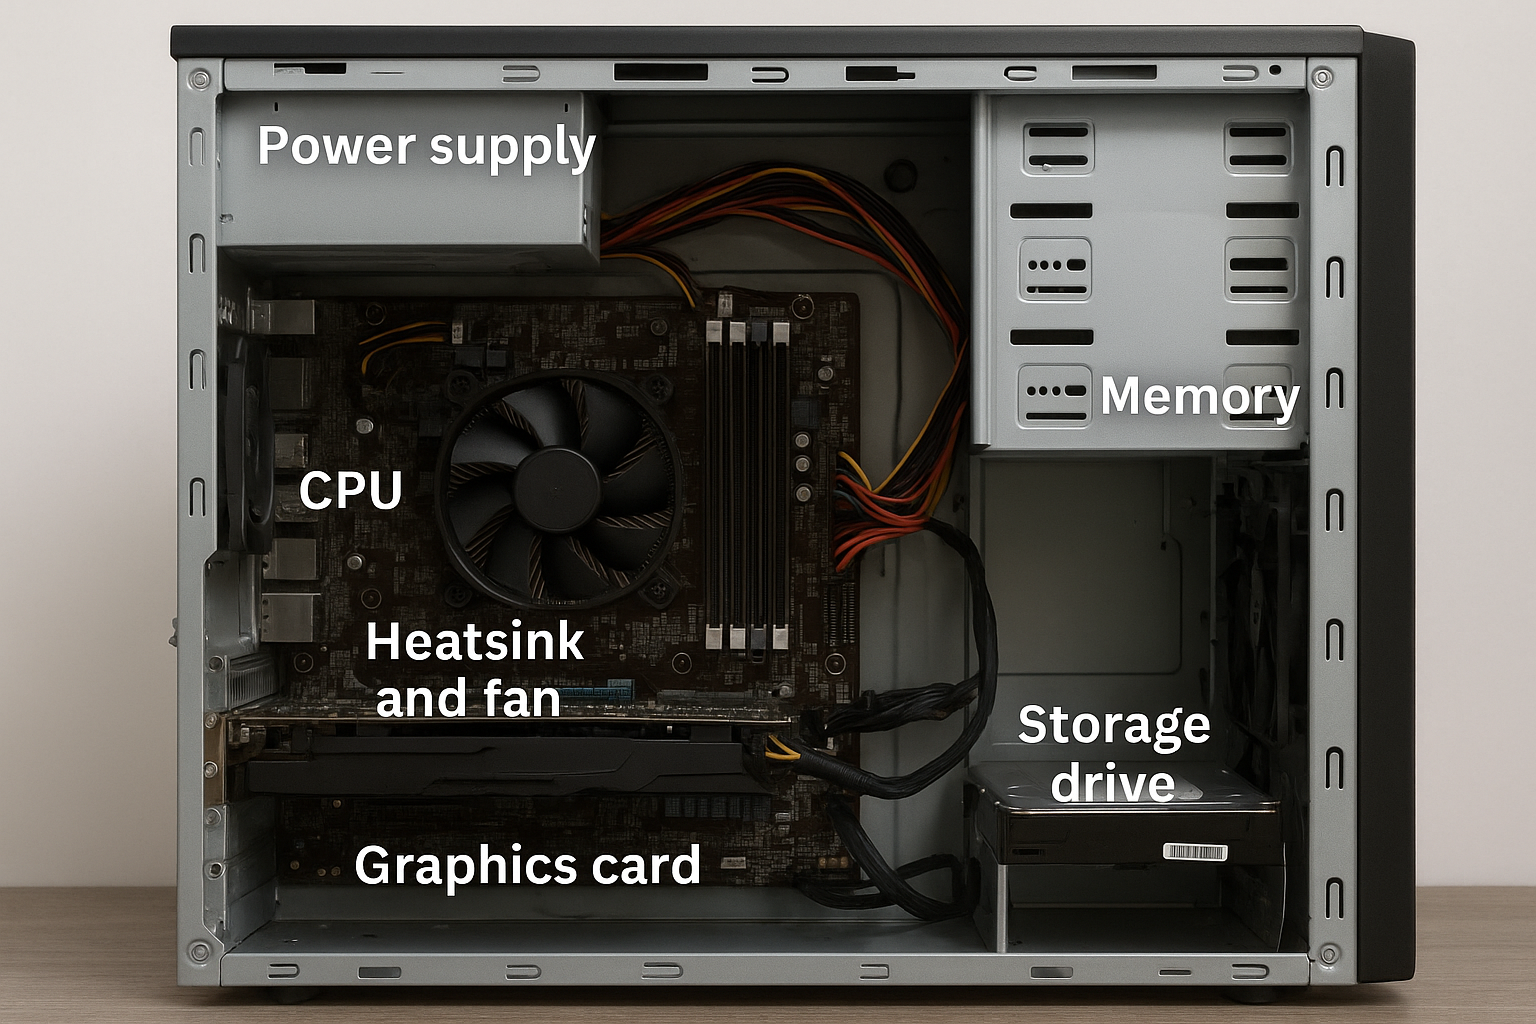 Power supply
Memory
CPU
Heatsink
and fan
Storage
drive
Graphics card